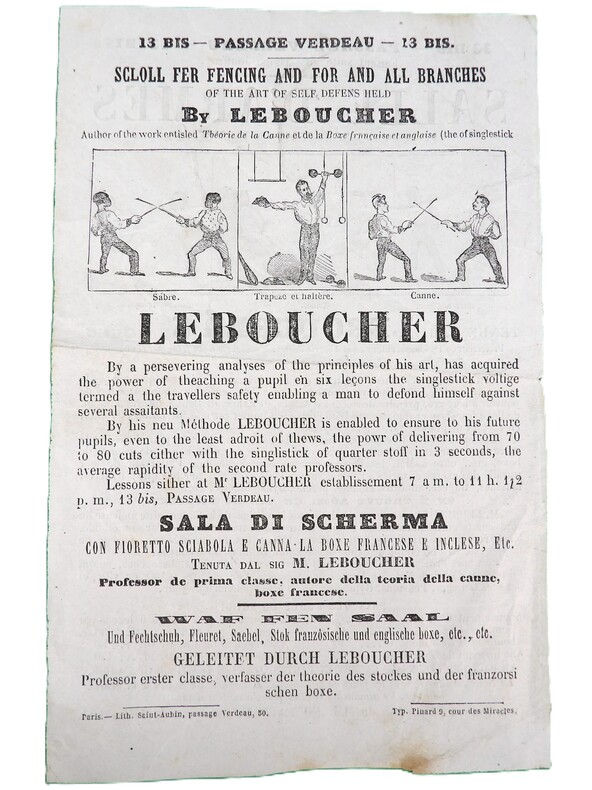 13 BIS — PASSAGE VERDEAU — 13 BIS.
SCLOLL FER FENCING AND FOR AND ALL BRANCHES
OF THE ART OF SELF DEFENS HELD
By LEBOUCHER
Author of the work entisled Théorie de la Canne et de la Boxe française et anglaise (the of singlestick
Sabre. Trapèze et haltère. Canne.
LEBOUCHER
By a persevering analyses of the principles of his art, has acquired
the power of theaching a pupil en six leçons the singlestick voltige
termed a the travellers safety enabling a man to defond himself against
several assaitants.
By his neu Méthode LEBOUCHER is enabled to ensure to his future
pupils, even to the least adroit of thews, the powr of delivering from 70
to 80 cuts cither with the singlistick of quarter stoff in 3 seconds, the
average rapidity of the second rate professors.
Lessons sither at Mr LEBOUCHER establissement 7 a m. to 11 h. 1/2
p. m., 13 bis, PASSAGE VERDEAU.
SALA DI SCHERMA
CON FIORETTO SCIABOLA E CANNA-LA BOXE FRANCESE E INCLESE, Etc.
TENUTA DAL SIG M. LEBOUCHER
Professor de prima classe, autore della teoria della canne,
boxe francese.
WAF FEN SAAL
Und Fechtschuh, Fleuret, Saebel, Stok französische und englische boxe, etc., etc.
GELEITET DURCH LEBOUCHER
Professor erster classe, verfasser der theorie des stockes und der franzorsi
schen boxe.
Paris.— Lith. Saint-Aubin, passage Verdeau, 30. Typ. Pinard 9, cour des Miracles.